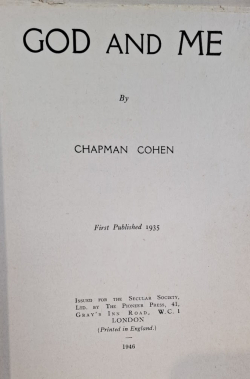 GOD AND ME
By
CHAPMAN COHEN
First Published 1935
Issued for the Secular Society,
Ltd. by The Pioneer Press, 41,
Gray's Inn Road, W.C. 1
LONDON
(Printed in England.)
1946